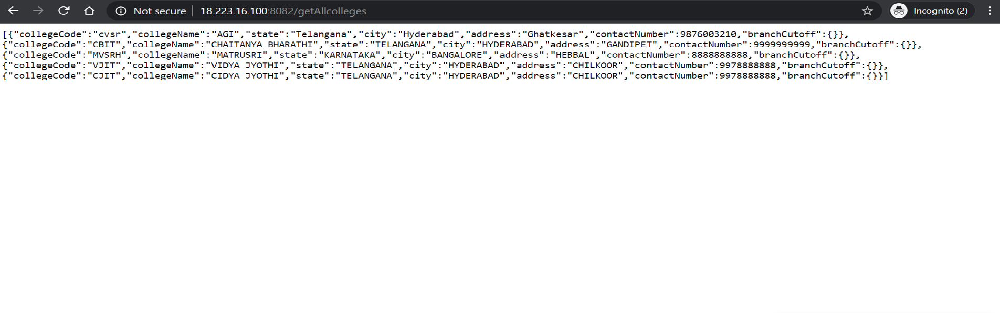 Not secure | 18.223.16.100:8082/getAllcolleges Incognito (2)
[{"collegeCode":"cvsr","collegeName":"AGI","state":"Telangana","city":"Hyderabad","address":"Ghatkesar","contactNumber":9876003210,"branchCutoff":{}},
{"collegeCode":"CBIT","collegeName":"CHAITANYA BHARATHI","state":"TELANGANA","city":"HYDERABAD","address":"GANDIPET","contactNumber":9999999999,"branchCutoff":{}},
{"collegeCode":"MVSRH","collegeName":"MATRUSRI","state":"KARNATAKA","city":"BANGALORE","address":"HEBBAL","contactNumber":8888888888,"branchCutoff":{}},
{"collegeCode":"VJIT","collegeName":"VIDYA JYOTHI","state":"TELANGANA","city":"HYDERABAD","address":"CHILKOOR","contactNumber":9978888888,"branchCutoff":{}},
{"collegeCode":"CJIT","collegeName":"CIDYA JYOTHI","state":"TELANGANA","city":"HYDERABAD","address":"CHILKOOR","contactNumber":9978888888,"branchCutoff":{}}]